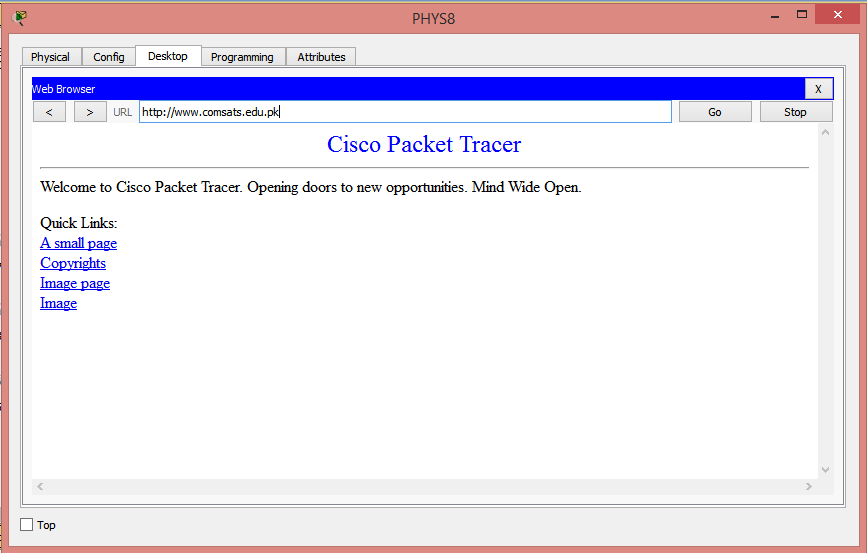 PHYS8
Physical Config Desktop Programming Attributes
Web Browser X
< > URL http://www.comsats.edu.pk Go Stop
Cisco Packet Tracer
Welcome to Cisco Packet Tracer. Opening doors to new opportunities. Mind Wide Open.
Quick Links:
A small page
Copyrights
Image page
Image
Top